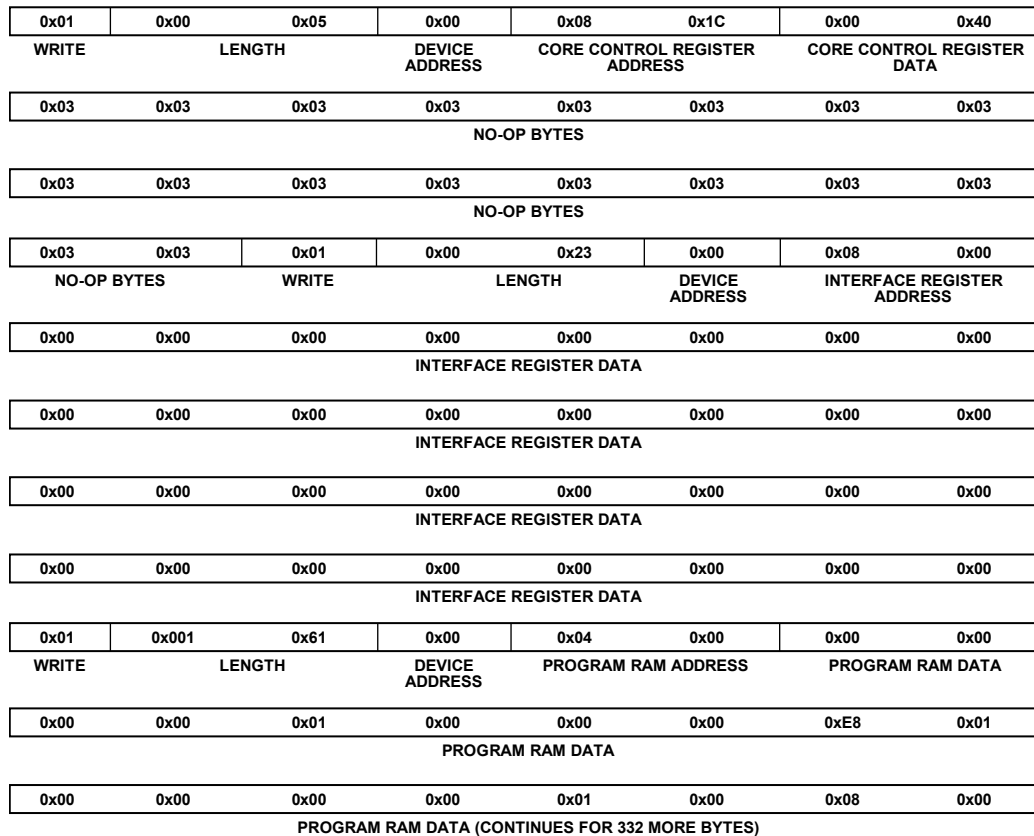 0x01 0x00 0x05 0x00 0x08 0x1C 0x00 0x40
WRITE LENGTH DEVICE ADDRESS CORE CONTROL REGISTER ADDRESS CORE CONTROL REGISTER DATA
0x03 0x03 0x03 0x03 0x03 0x03 0x03 0x03
NO-OP BYTES
0x03 0x03 0x03 0x03 0x03 0x03 0x03 0x03
NO-OP BYTES
0x03 0x03 0x01 0x00 0x23 0x00 0x08 0x00
NO-OP BYTES WRITE LENGTH DEVICE ADDRESS INTERFACE REGISTER ADDRESS
0x00 0x00 0x00 0x00 0x00 0x00 0x00 0x00
INTERFACE REGISTER DATA
0x00 0x00 0x00 0x00 0x00 0x00 0x00 0x00
INTERFACE REGISTER DATA
0x00 0x00 0x00 0x00 0x00 0x00 0x00 0x00
INTERFACE REGISTER DATA
0x00 0x00 0x00 0x00 0x00 0x00 0x00 0x00
INTERFACE REGISTER DATA
0x01 0x001 0x61 0x00 0x04 0x00 0x00 0x00
WRITE LENGTH DEVICE ADDRESS PROGRAM RAM ADDRESS PROGRAM RAM DATA
0x00 0x00 0x01 0x00 0x00 0x00 0xE8 0x01
PROGRAM RAM DATA
0x00 0x00 0x00 0x00 0x01 0x00 0x08 0x00
PROGRAM RAM DATA (CONTINUES FOR 332 MORE BYTES)